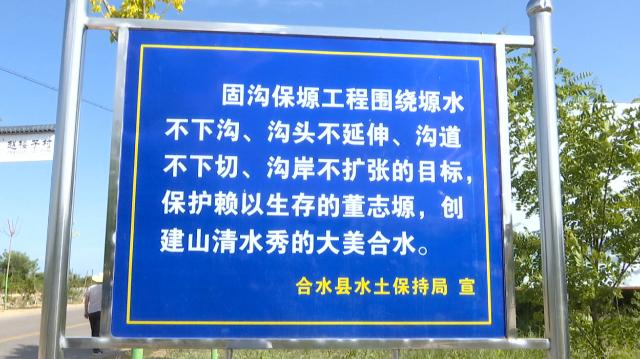 固沟保塬工程围绕塬水
不下沟、沟头不延伸、沟道
不下切、沟岸不扩张的目标，
保护赖以生存的董志塬，创
建山清水秀的大美合水。
合水县水土保持局 宣